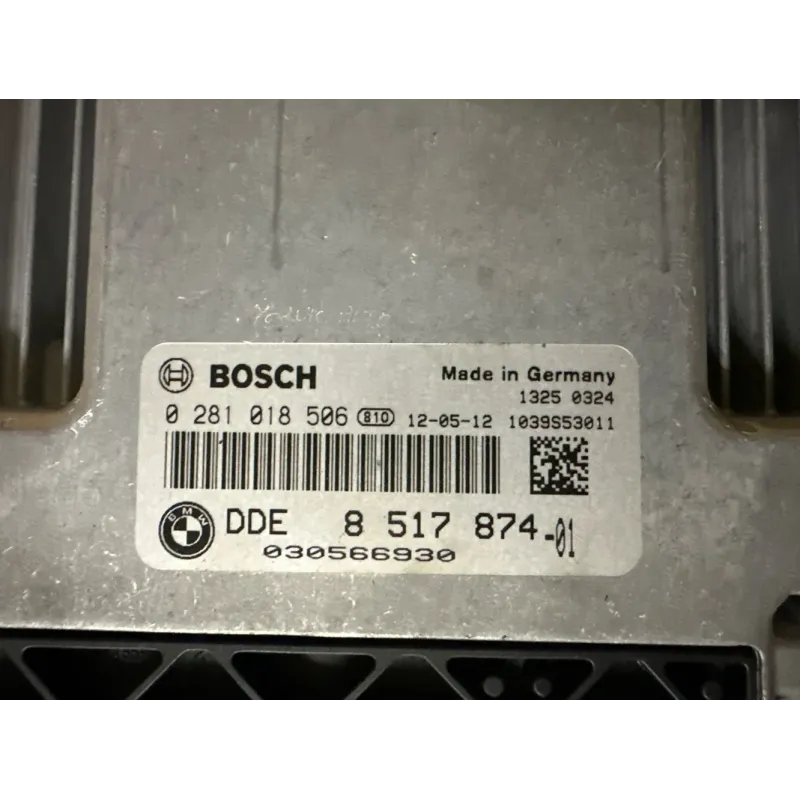 BOSCH Made in Germany
1325 0324
0 281 018 506 810 12-05-12 1039S53011
BMW DDE 8 517 874-01
030566930